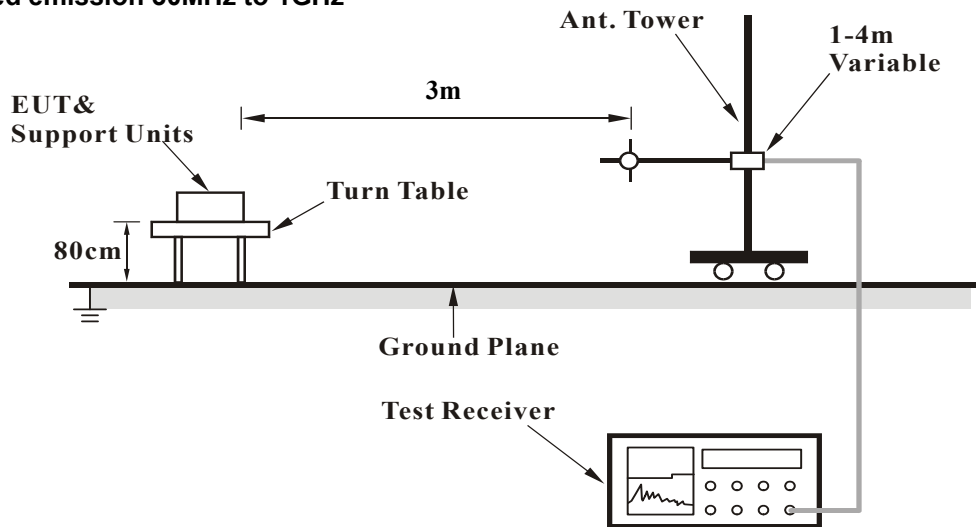 Ant. Tower
1-4m
Variable
3m
EUT&
Support Units
Turn Table
80cm
Ground Plane
Test Receiver